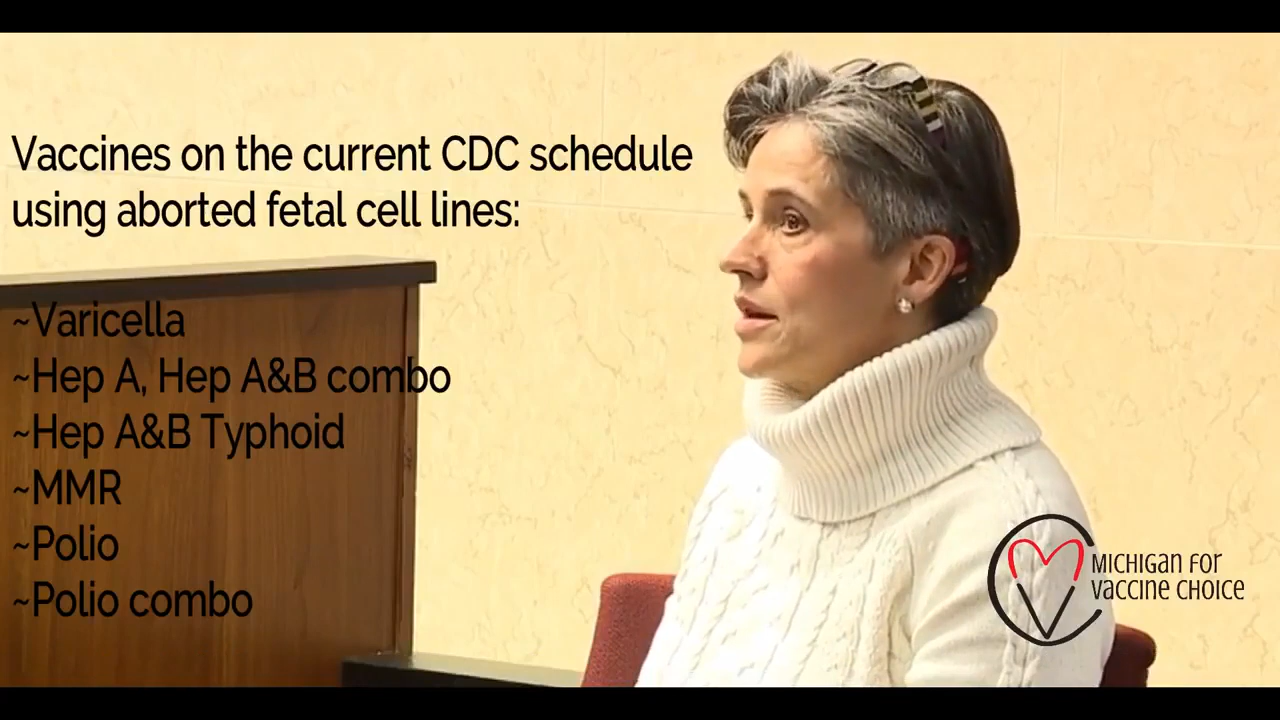 Vaccines on the current CDC schedule
using aborted fetal cell lines:
~Varicella
~Hep A, Hep A&B combo
~Hep A&B Typhoid
~MMR
~Polio
~Polio combo
MICHIGAN FOR
VACCINE CHOICE